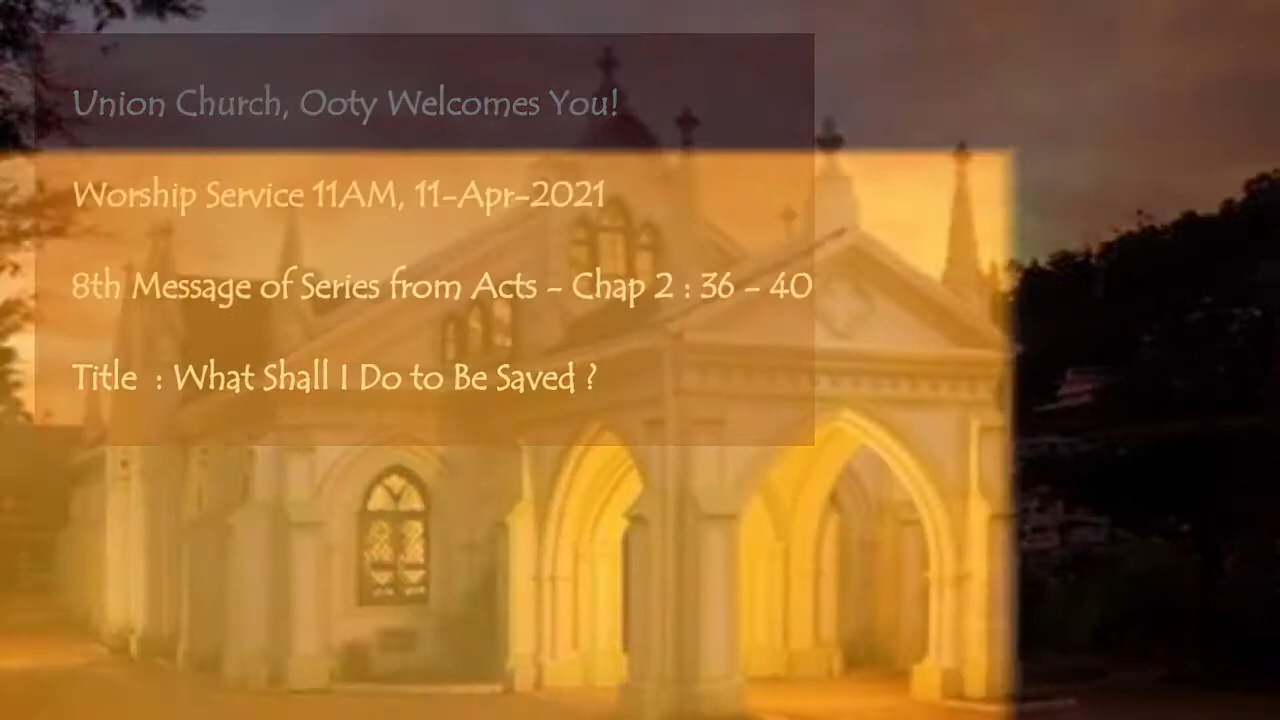 Union Church, Ooty Welcomes You!
Worship Service 11AM, 11-Apr-2021
8th Message of Series from Acts - Chap 2 : 36 - 40
Title : What Shall I Do to Be Saved ?